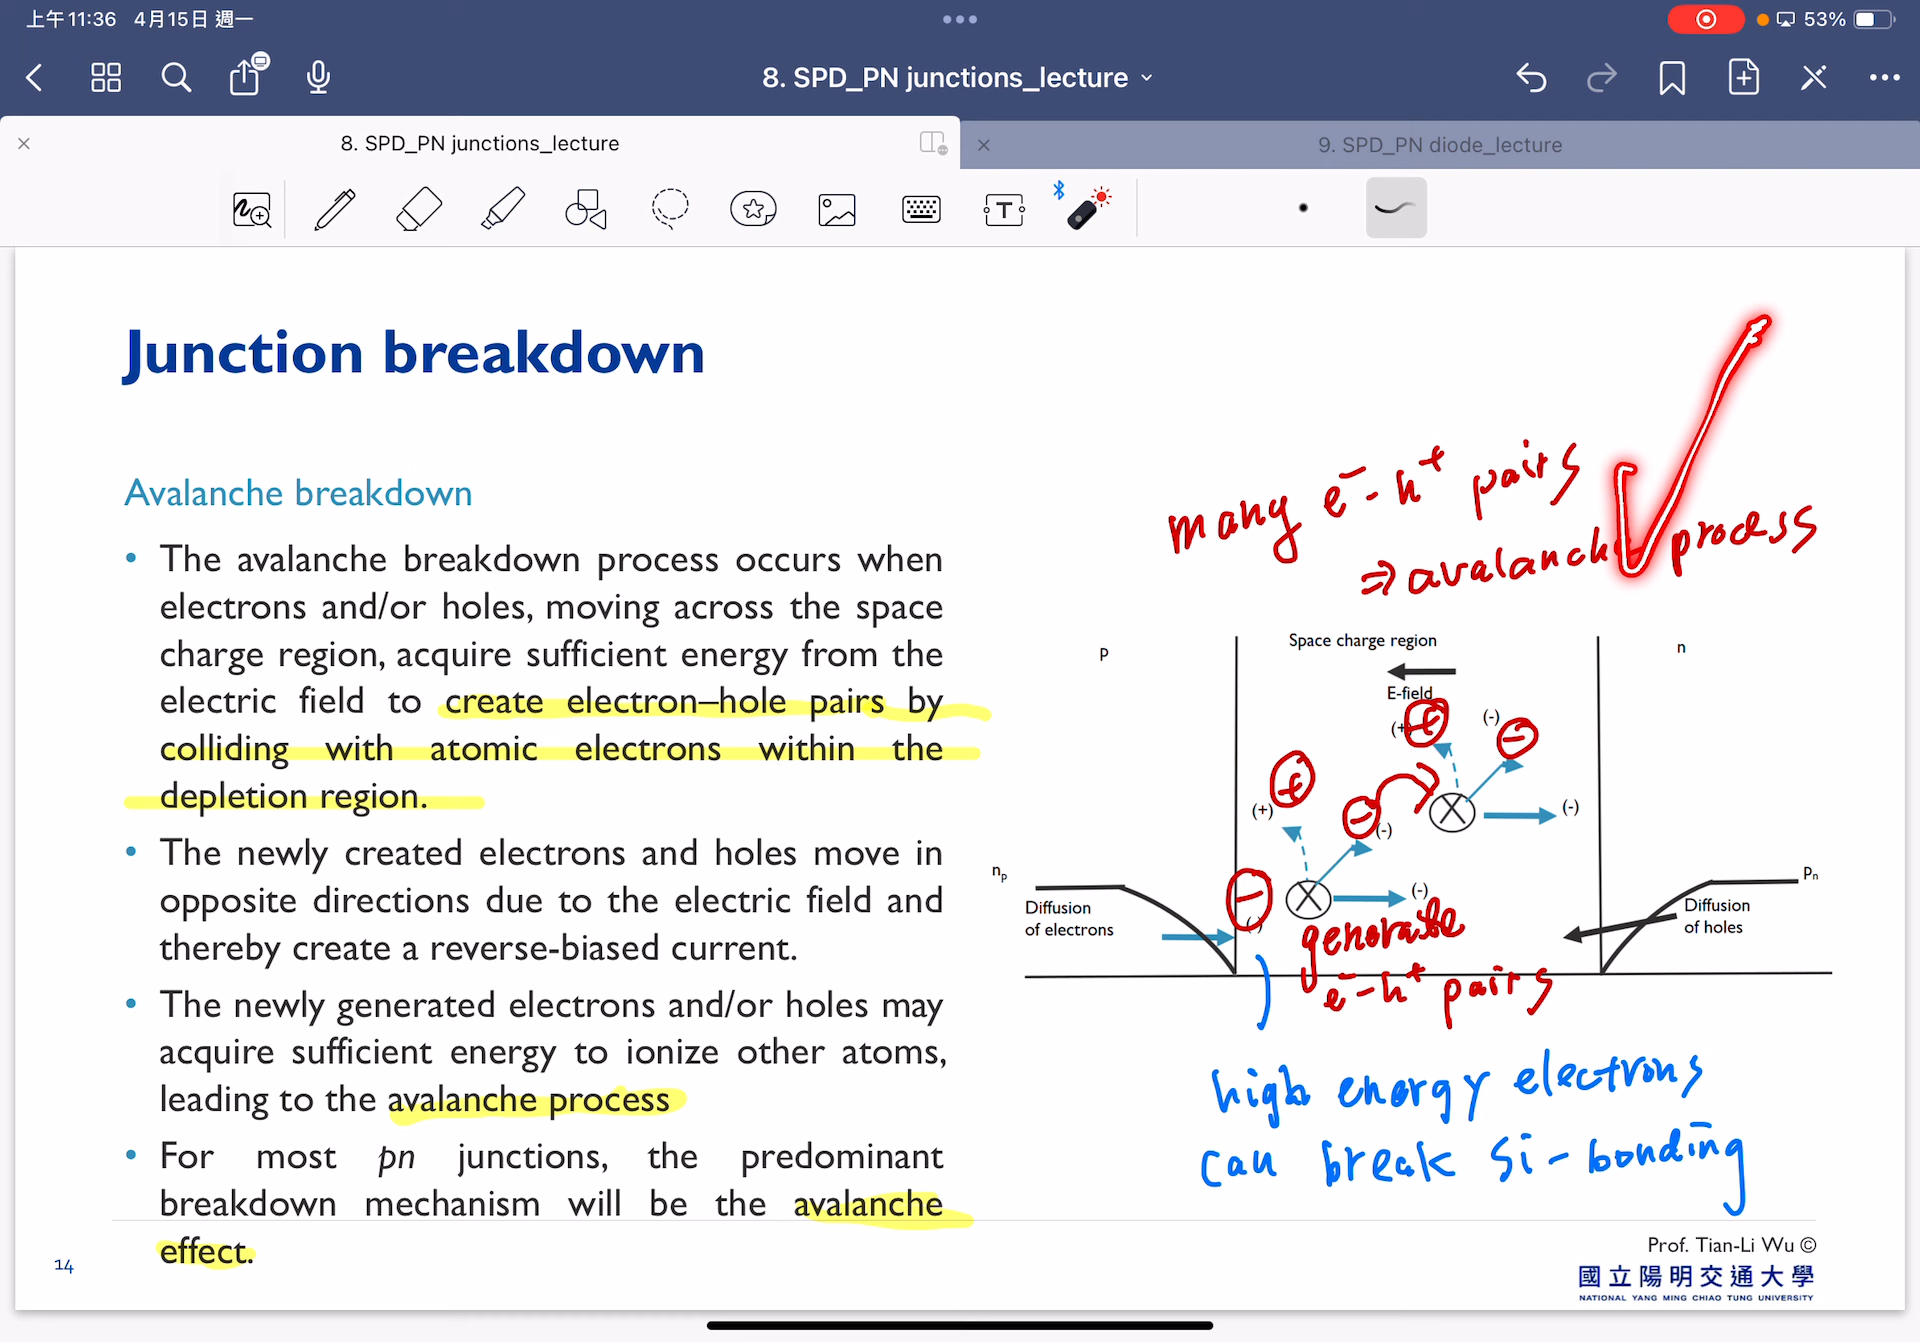 上午11:36 4月15日 週一
53%
8. SPD_PN junctions_lecture
8. SPD_PN junctions_lecture
9. SPD_PN diode_lecture
T
Junction breakdown
Avalanche breakdown
• The avalanche breakdown process occurs when
electrons and/or holes, moving across the space
charge region, acquire sufficient energy from the
electric field to create electron–hole pairs by
colliding with atomic electrons within the
depletion region.
• The newly created electrons and holes move in
opposite directions due to the electric field and
thereby create a reverse-biased current.
• The newly generated electrons and/or holes may
acquire sufficient energy to ionize other atoms,
leading to the avalanche process
• For most pn junctions, the predominant
breakdown mechanism will be the avalanche
effect.
many e⁻-h⁺ pairs
⇒ avalanche process
Space charge region
P
n
E-field
(+) + (-) -
+
(+) - (-)
(-)
np
Pn
- (-)
Diffusion
of electrons
(-)
Diffusion
of holes
generate
e⁻-h⁺ pairs
high energy electrons
can break Si-bonding
14
Prof. Tian-Li Wu ©
國立陽明交通大學
NATIONAL YANG MING CHIAO TUNG UNIVERSITY